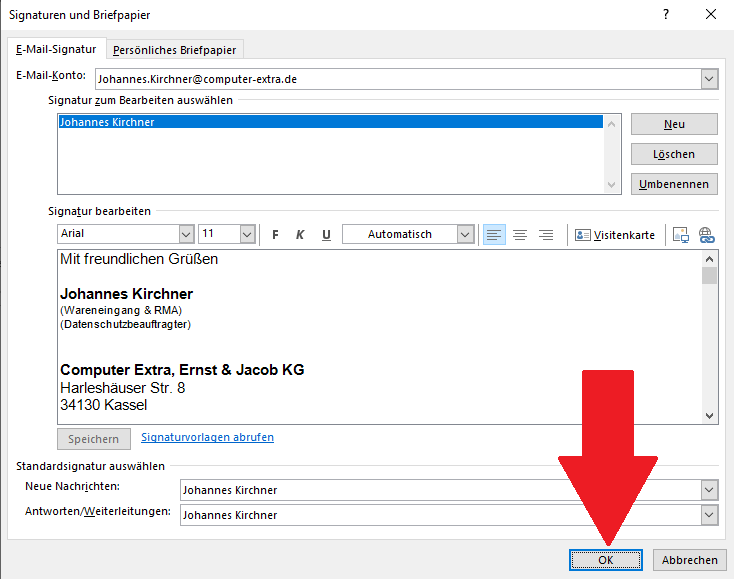 Signaturen und Briefpapier ?
E-Mail-Signatur Persönliches Briefpapier
E-Mail-Konto: Johannes.Kirchner@computer-extra.de
Signatur zum Bearbeiten auswählen
Johannes Kirchner
Neu
Löschen
Umbenennen
Signatur bearbeiten
Arial 11 F K U Automatisch Visitenkarte
Mit freundlichen Grüßen
Johannes Kirchner
(Wareneingang & RMA)
(Datenschutzbeauftragter)
Computer Extra, Ernst & Jacob KG
Harleshäuser Str. 8
34130 Kassel
Speichern Signaturvorlagen abrufen
Standardsignatur auswählen
Neue Nachrichten: Johannes Kirchner
Antworten/Weiterleitungen: Johannes Kirchner
OK Abbrechen